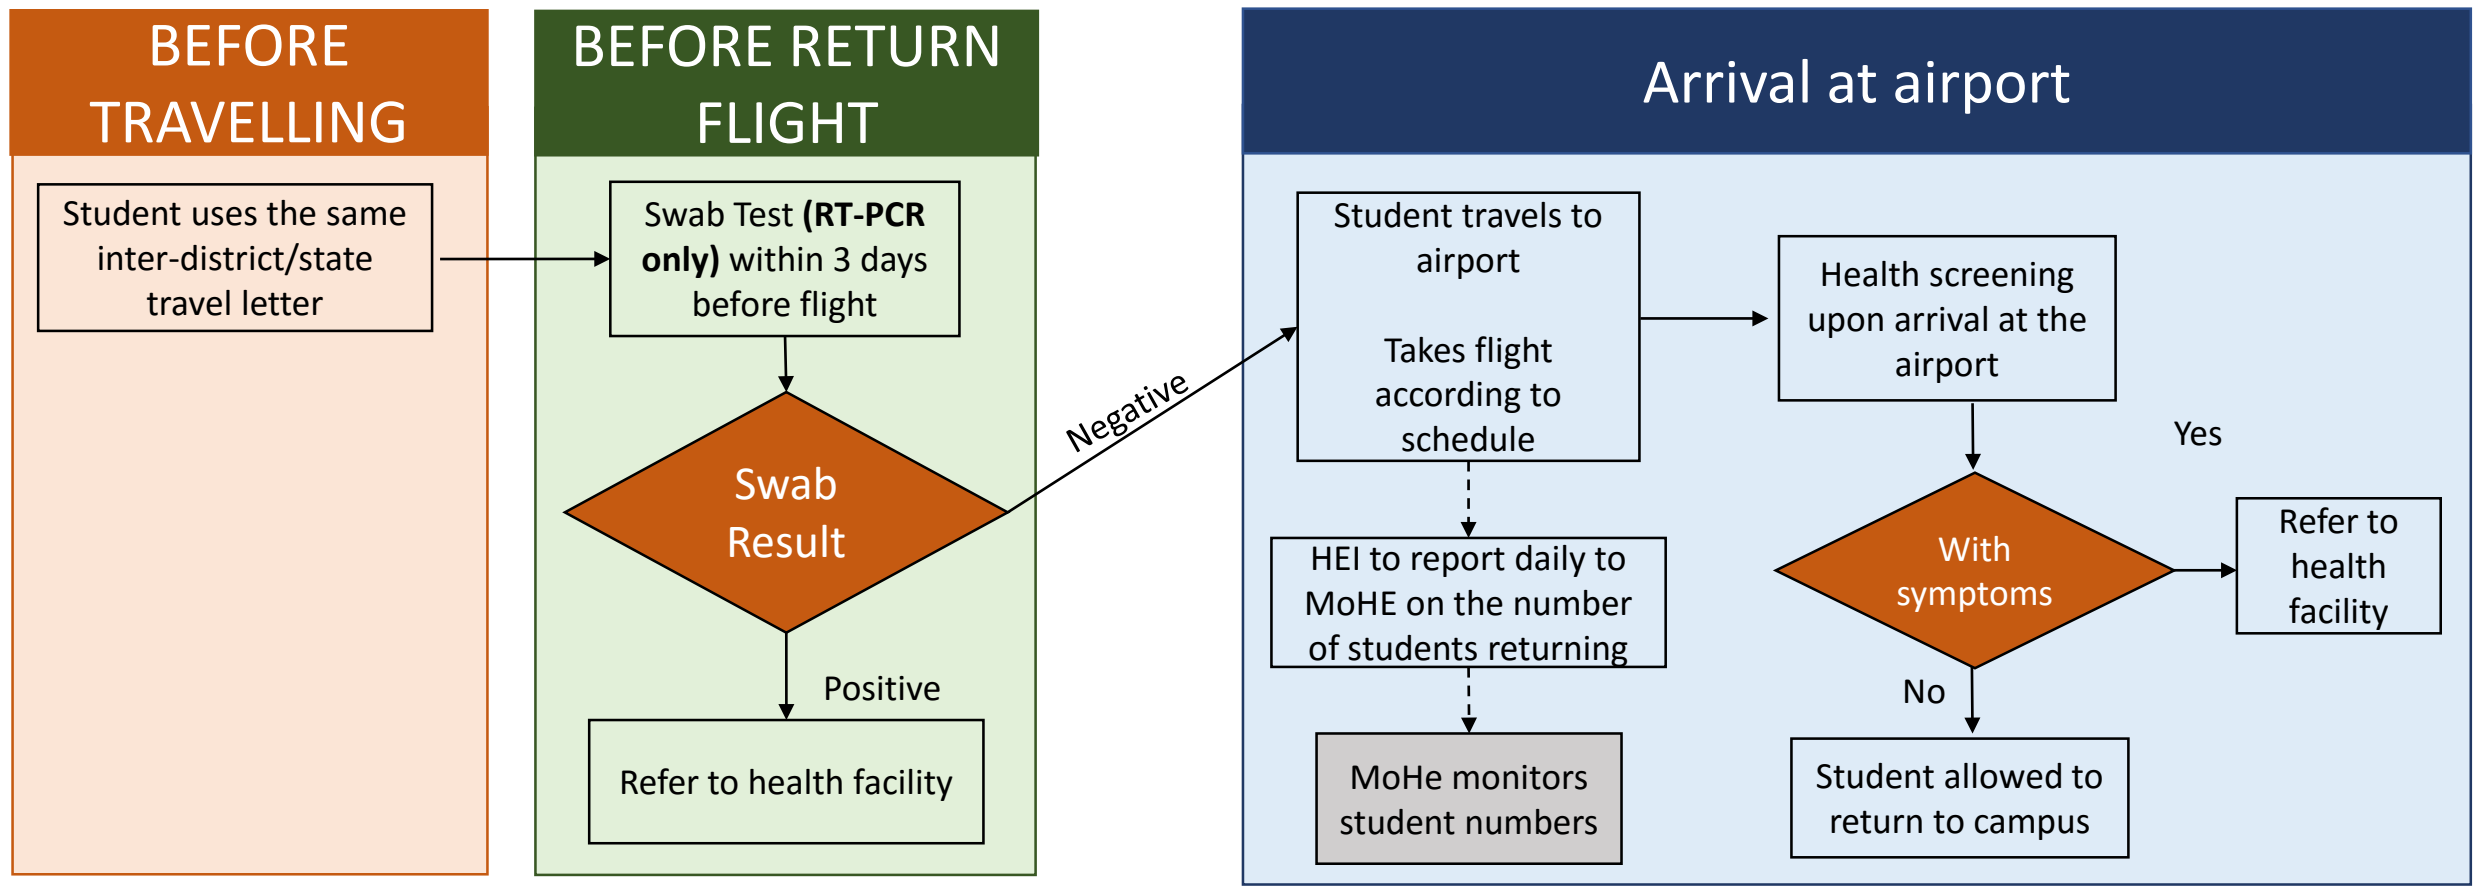 BEFORE
TRAVELLING
Student uses the same
inter-district/state
travel letter
BEFORE RETURN
FLIGHT
Swab Test (RT-PCR
only) within 3 days
before flight
Swab
Result
Negative
Positive
Refer to health facility
Arrival at airport
Student travels to
airport
Takes flight
according to
schedule
HEI to report daily to
MoHE on the number
of students returning
MoHe monitors
student numbers
Health screening
upon arrival at the
airport
Yes
With
symptoms
Refer to
health
facility
No
Student allowed to
return to campus